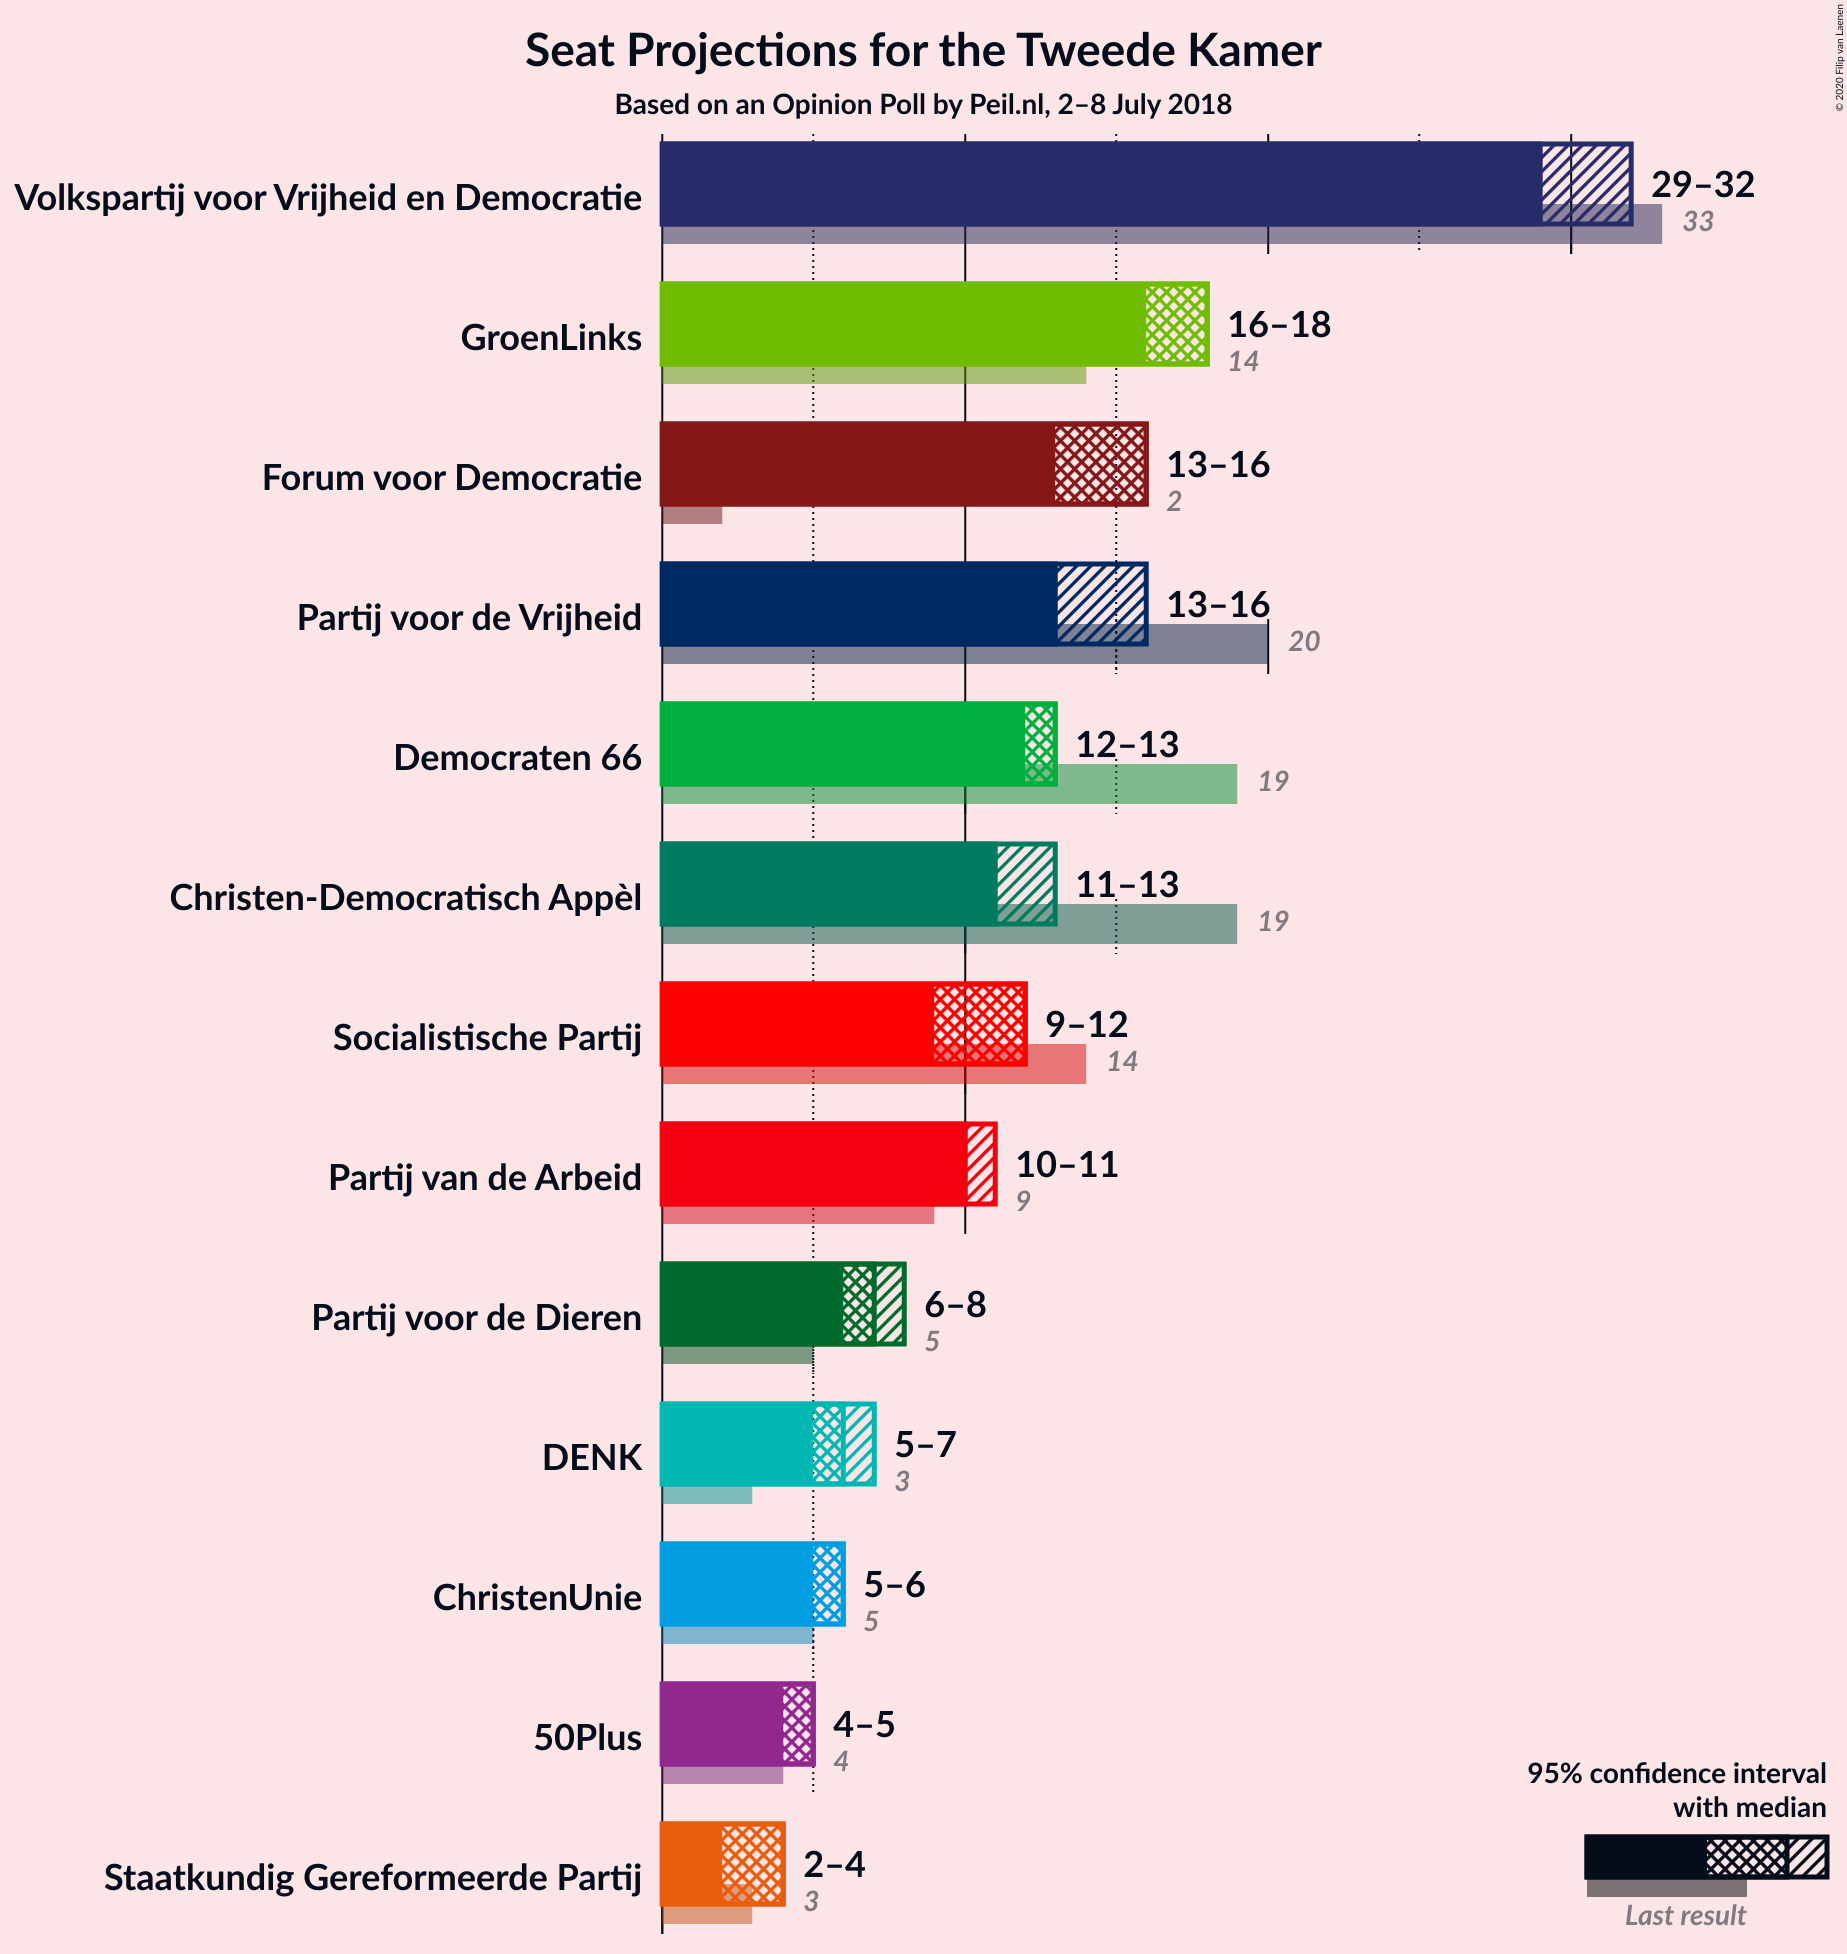 Seat Projections for the Tweede Kamer
Based on an Opinion Poll by Peil.nl, 2–8 July 2018
© 2020 Filip van Laenen
Volkspartij voor Vrijheid en Democratie
29–32
33
GroenLinks
16–18
14
Forum voor Democratie
13–16
2
Partij voor de Vrijheid
13–16
20
Democraten 66
12–13
19
Christen-Democratisch Appèl
11–13
19
Socialistische Partij
9–12
14
Partij van de Arbeid
10–11
9
Partij voor de Dieren
6–8
5
DENK
5–7
3
ChristenUnie
5–6
5
50Plus
4–5
4
Staatkundig Gereformeerde Partij
2–4
3
95% confidence interval
with median
Last result